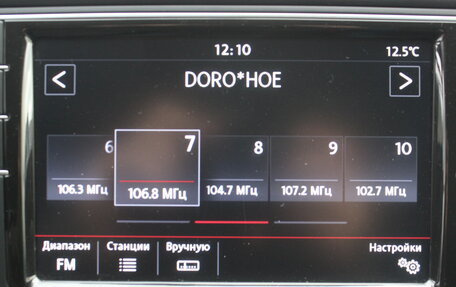 12:10
12.5°C
<
DORO*HOE
>
6 7 8 9 10
106.3 МГц 106.8 МГц 104.7 МГц 107.2 МГц 102.7 МГц
Диапазон Станции Вручную Настройки
FM